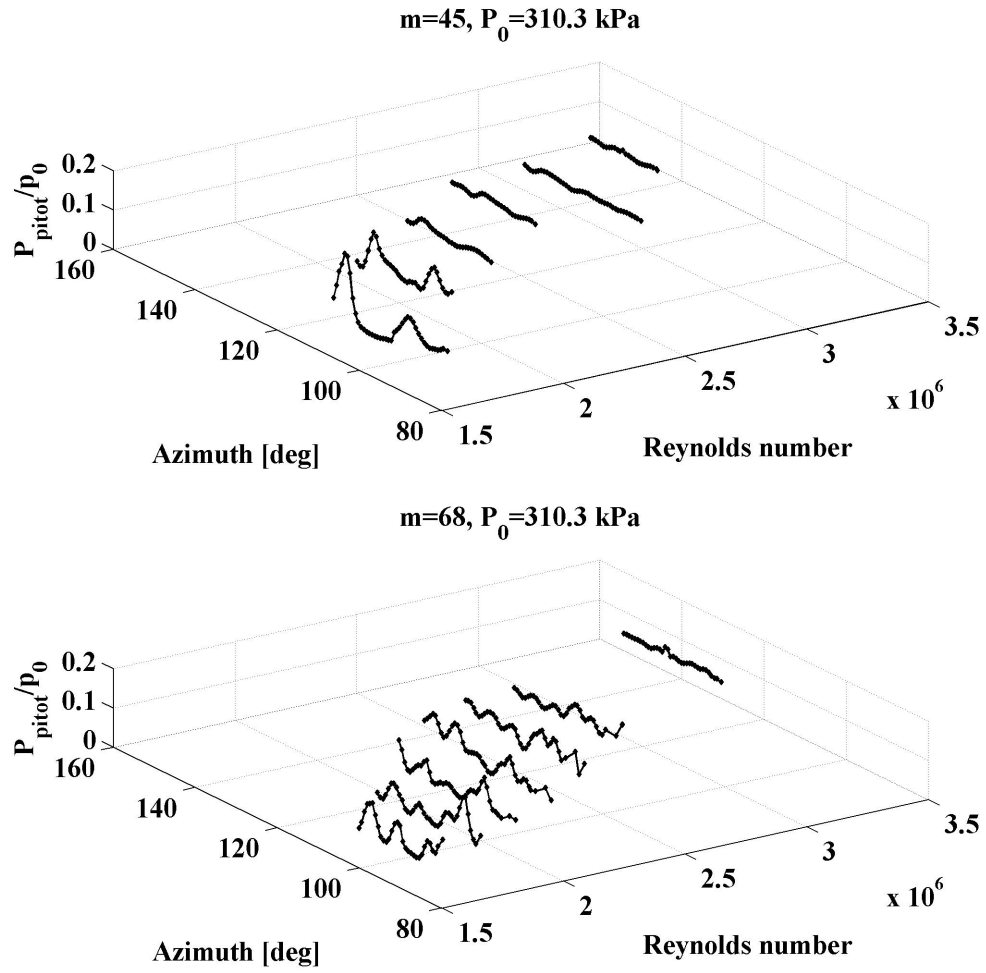 m=45, P0=310.3 kPa
Ppitot/p0
0.2
0.1
0
160
140
120
100
80
1.5
2
2.5
3
3.5
x 10^6
Azimuth [deg]
Reynolds number
m=68, P0=310.3 kPa
Ppitot/p0
0.2
0.1
0
160
140
120
100
80
1.5
2
2.5
3
3.5
x 10^6
Azimuth [deg]
Reynolds number